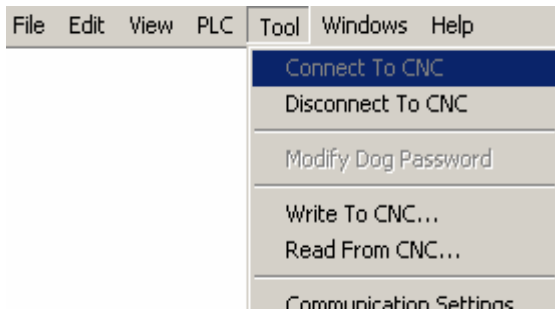 File Edit View PLC Tool Windows Help
Connect To CNC
Disconnect To CNC
Modify Dog Password
Write To CNC...
Read From CNC...
Communication Settings